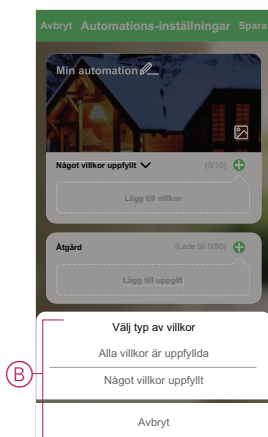 Avbryt Automations-inställningar Spara
Min automation
Något villkor uppfyllt (0/10)
Lägg till villkor
Åtgärd (Lade till 0/80)
Lägg till uppgift
Välj typ av villkor
Alla villkor är uppfyllda
B
Något villkor uppfyllt
Avbryt